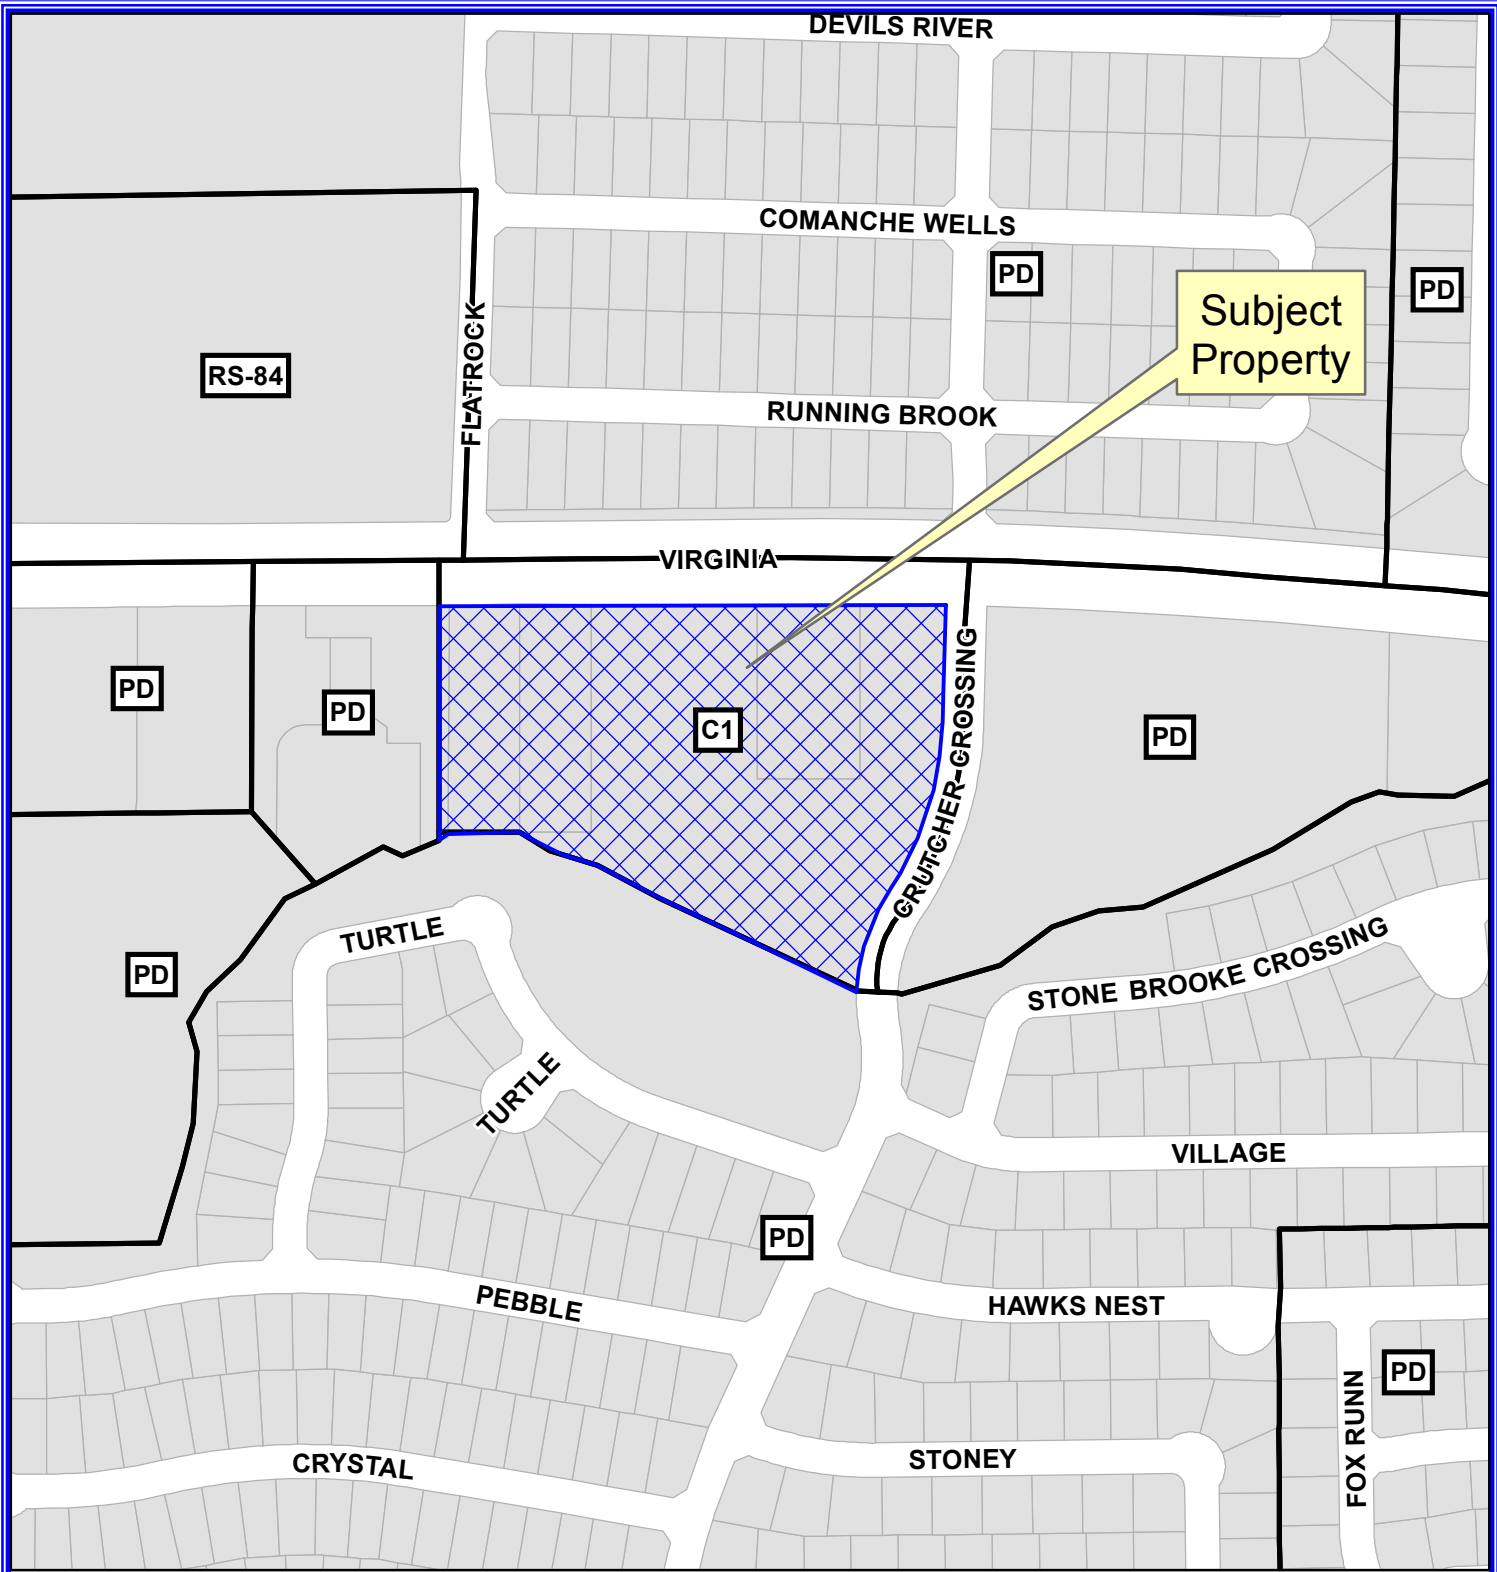 DEVILS RIVER
COMANCHE WELLS
PD
PD
Subject
Property
RS-84
FLATROCK
RUNNING BROOK
VIRGINIA
CRUTCHER CROSSING
PD
PD
C1
PD
TURTLE
STONE BROOKE CROSSING
PD
TURTLE
VILLAGE
PD
PEBBLE
HAWKS NEST
PD
FOX RUNN
CRYSTAL
STONEY